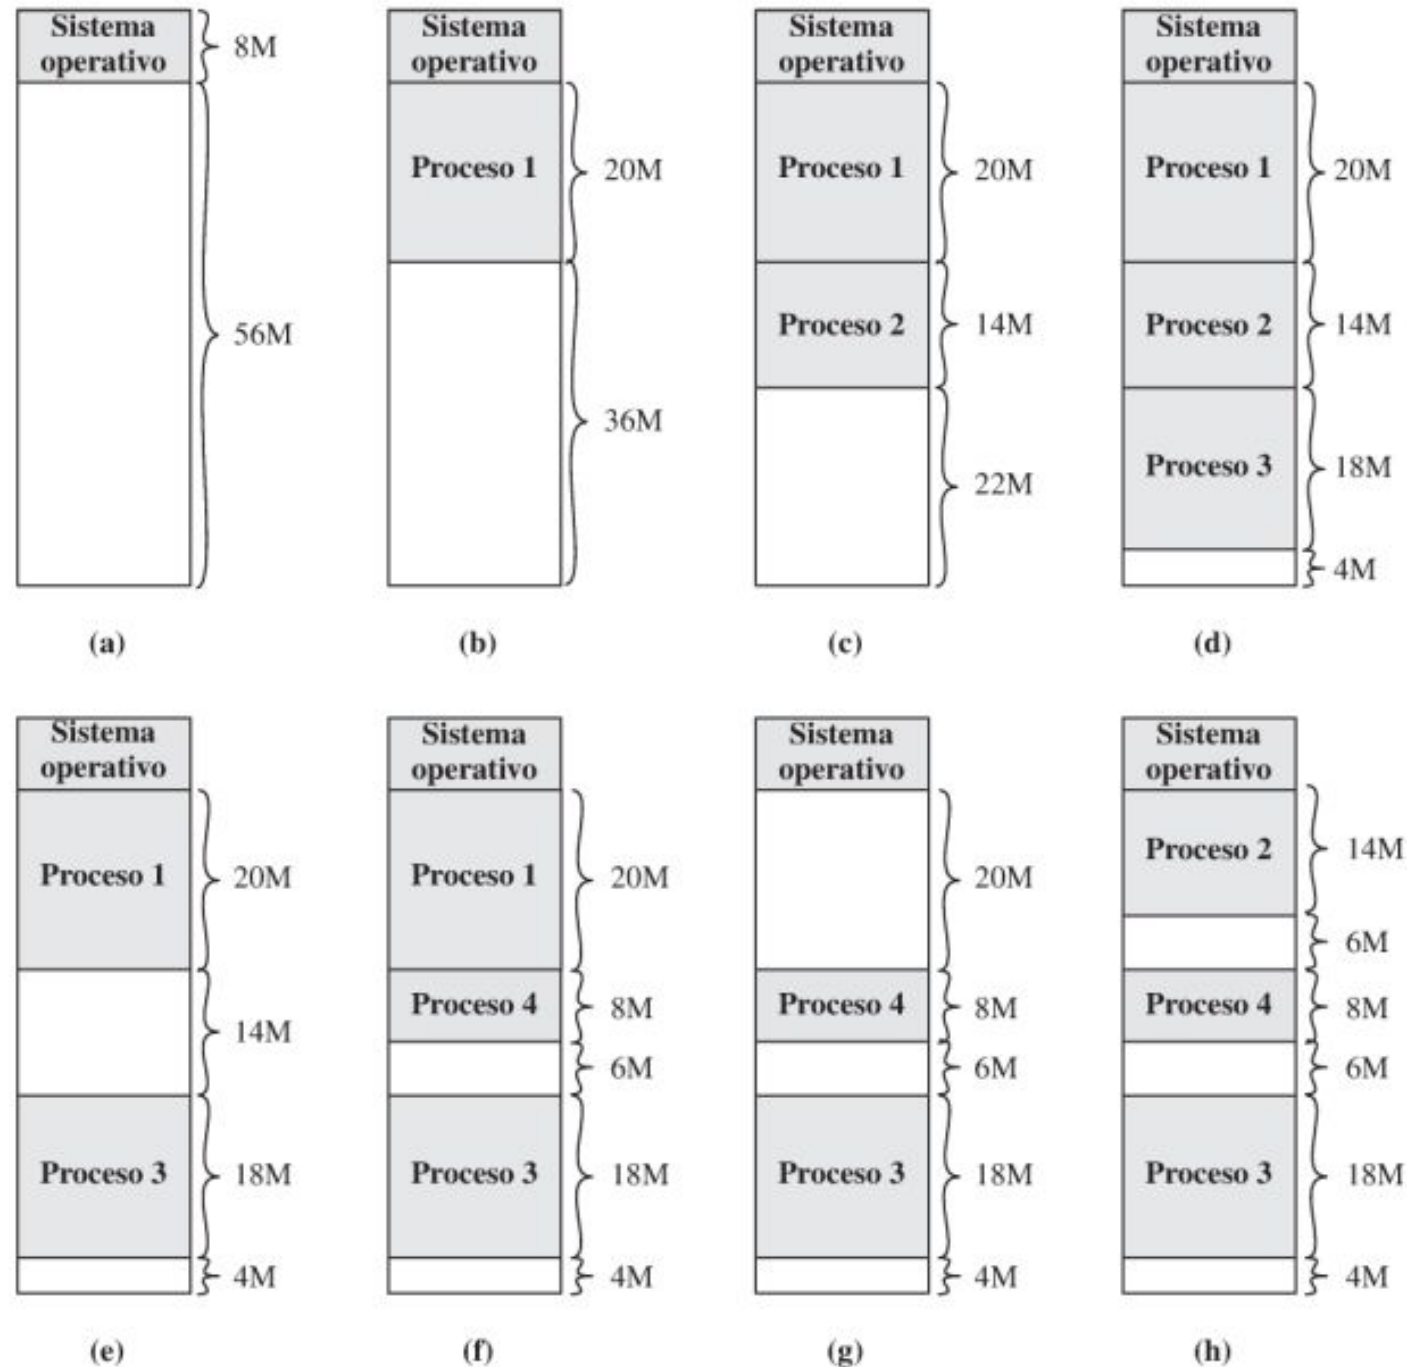 Sistema
operativo
8M
56M
(a)
Sistema
operativo
Proceso 1
20M
36M
(b)
Sistema
operativo
Proceso 1
20M
Proceso 2
14M
22M
(c)
Sistema
operativo
Proceso 1
20M
Proceso 2
14M
Proceso 3
18M
4M
(d)
Sistema
operativo
Proceso 1
20M
14M
Proceso 3
18M
4M
(e)
Sistema
operativo
Proceso 1
20M
Proceso 4
8M
6M
Proceso 3
18M
4M
(f)
Sistema
operativo
20M
Proceso 4
8M
6M
Proceso 3
18M
4M
(g)
Sistema
operativo
Proceso 2
14M
6M
Proceso 4
8M
6M
Proceso 3
18M
4M
(h)